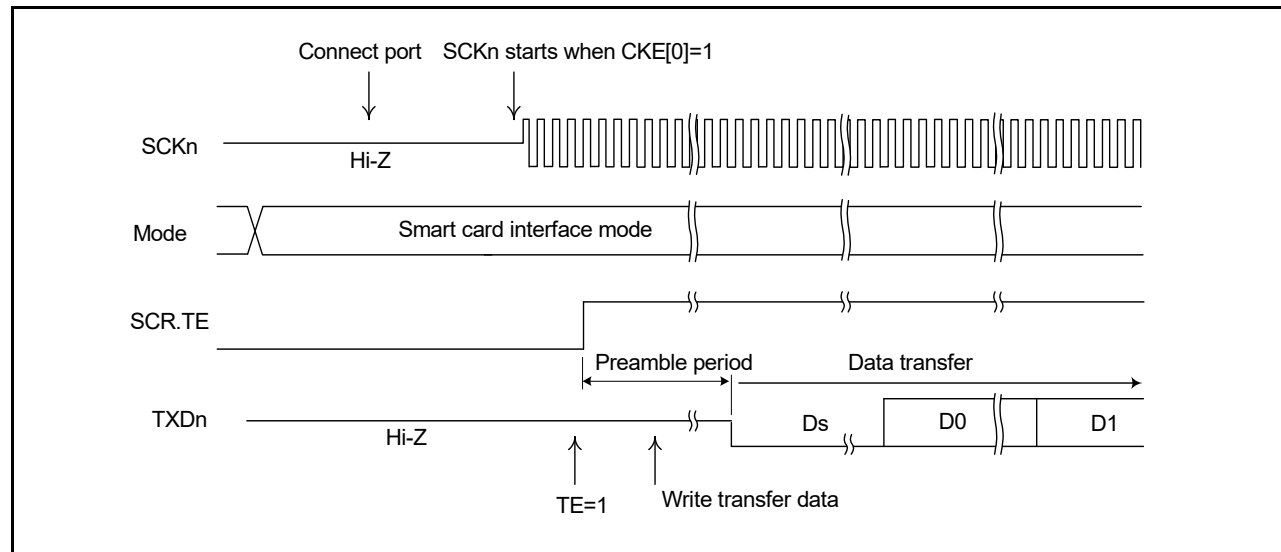 Connect port
SCKn starts when CKE[0]=1
SCKn
Hi-Z
Mode
Smart card interface mode
SCR.TE
Preamble period
Data transfer
TXDn
Hi-Z
Ds
D0
D1
TE=1
Write transfer data